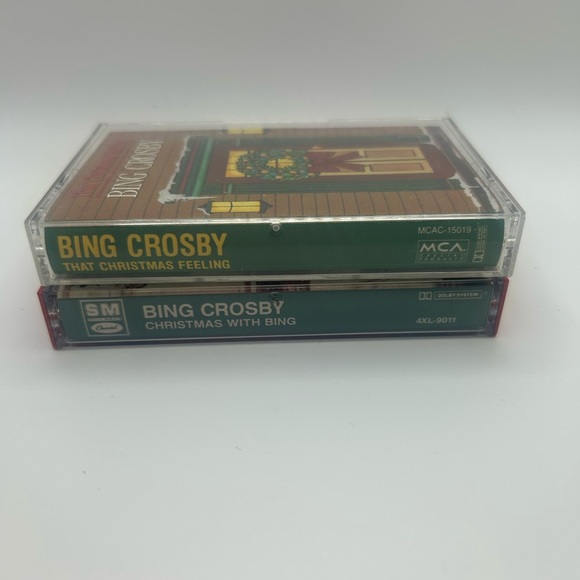 BING CROSBY
BING CROSBY
THAT CHRISTMAS FEELING
MCAC-15019
MCA
SM
Capitol
BING CROSBY
CHRISTMAS WITH BING
DOLBY SYSTEM
4XL-9011